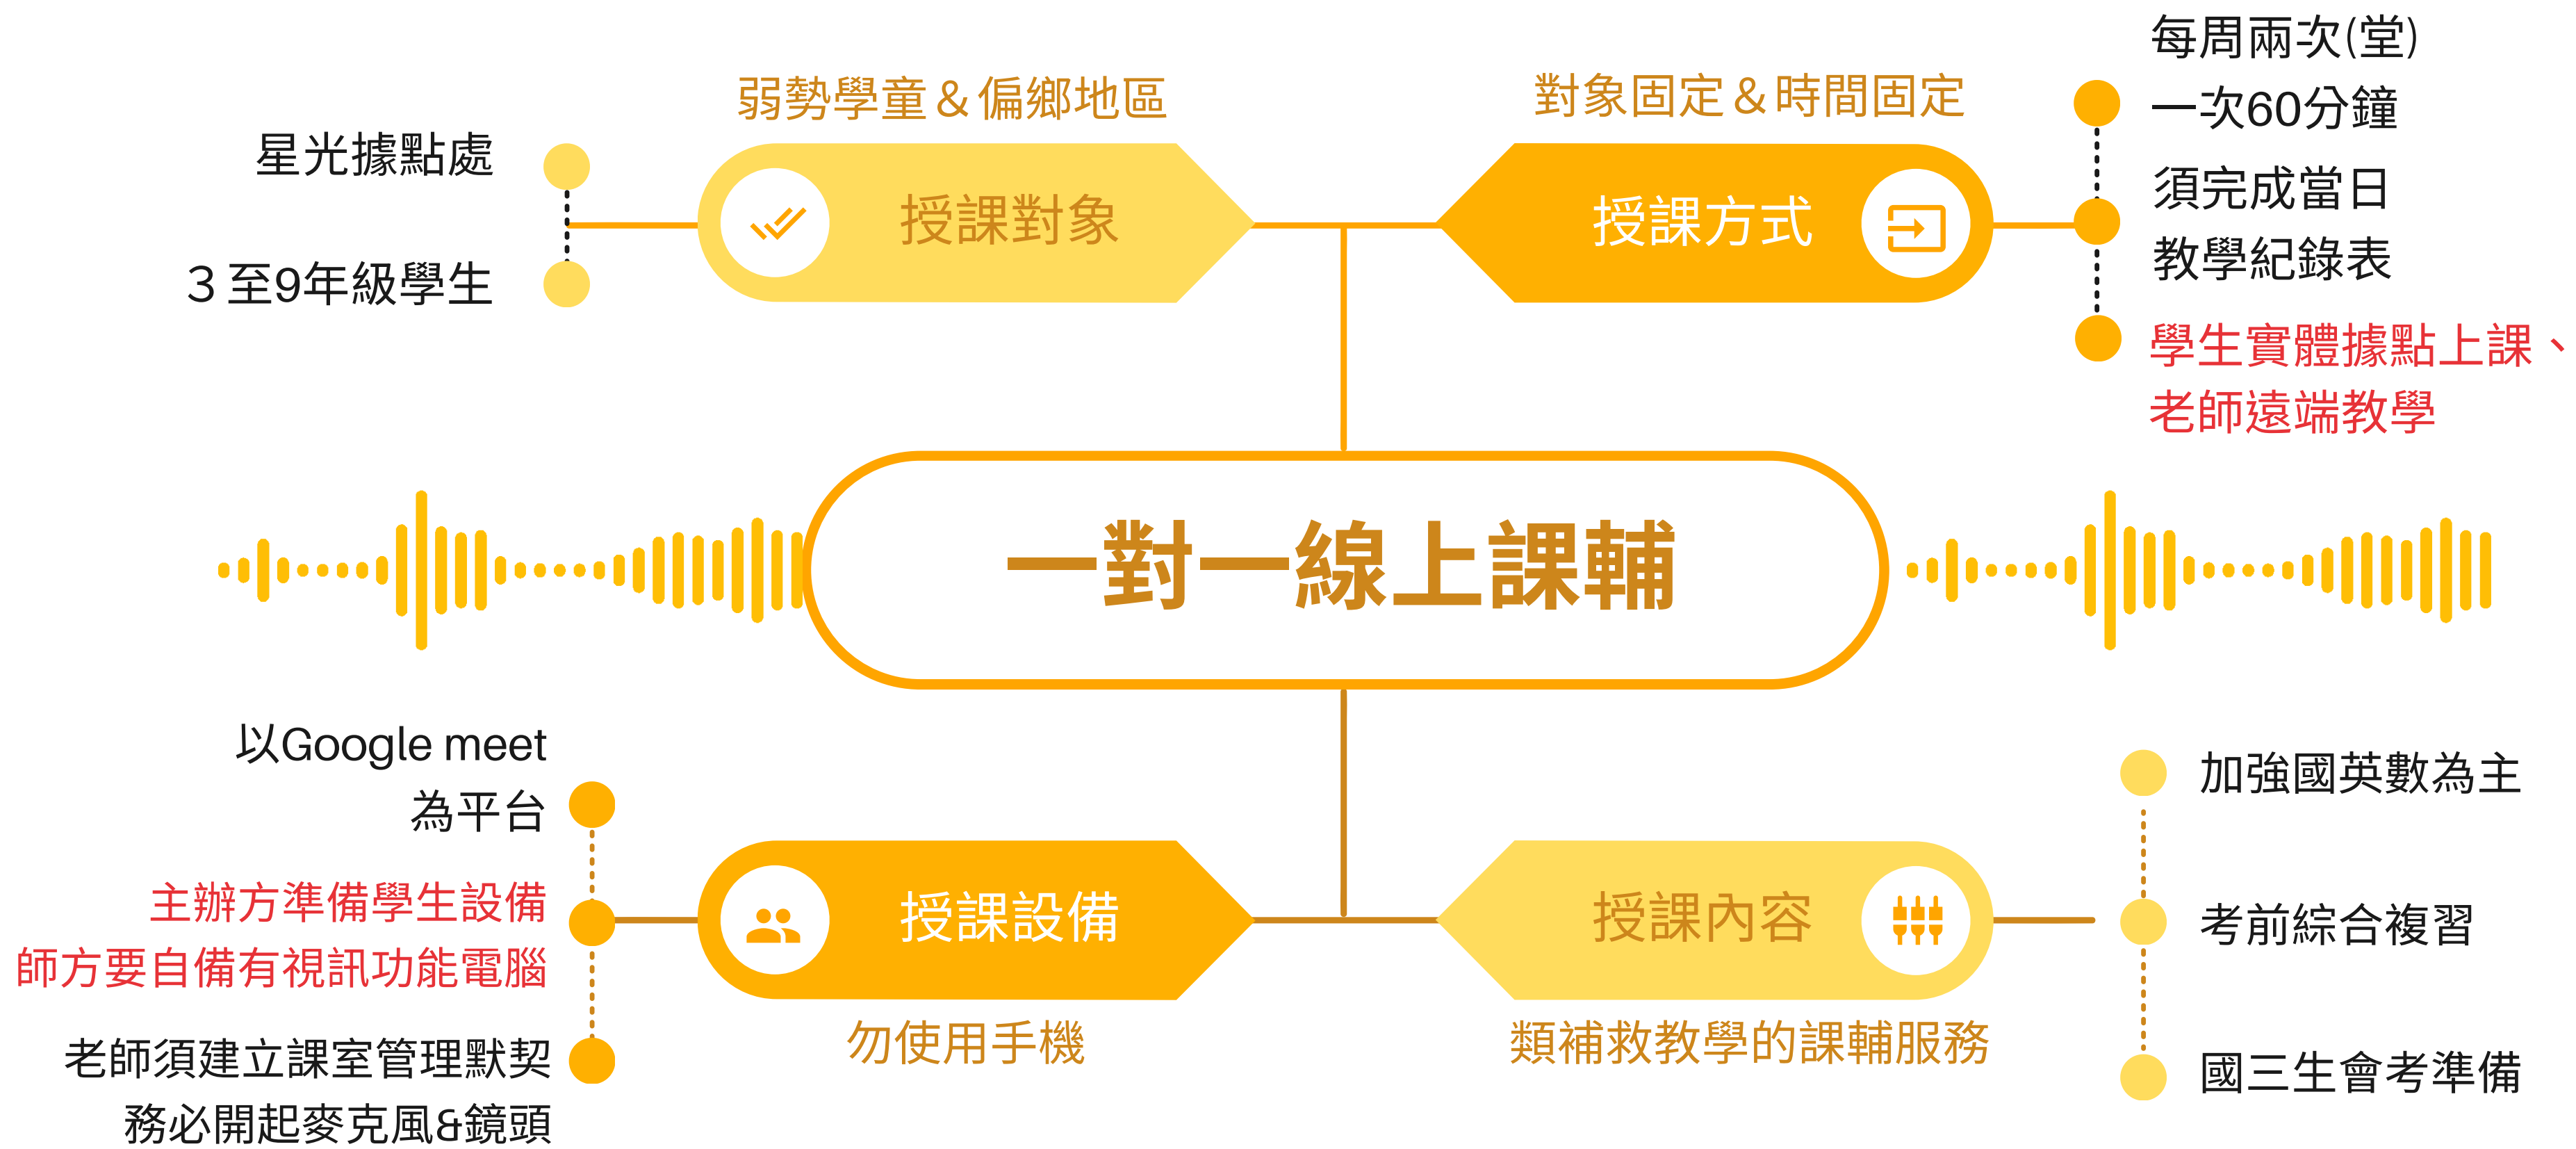 弱勢學童＆偏鄉地區
授課對象
星光據點處
３至9年級學生
對象固定＆時間固定
授課方式
每周兩次(堂)
一次60分鐘
須完成當日
教學紀錄表
學生實體據點上課、
老師遠端教學
一對一線上課輔
以Google meet
為平台
主辦方準備學生設備
師方要自備有視訊功能電腦
老師須建立課室管理默契
務必開起麥克風&鏡頭
授課設備
勿使用手機
授課內容
類補救教學的課輔服務
加強國英數為主
考前綜合複習
國三生會考準備